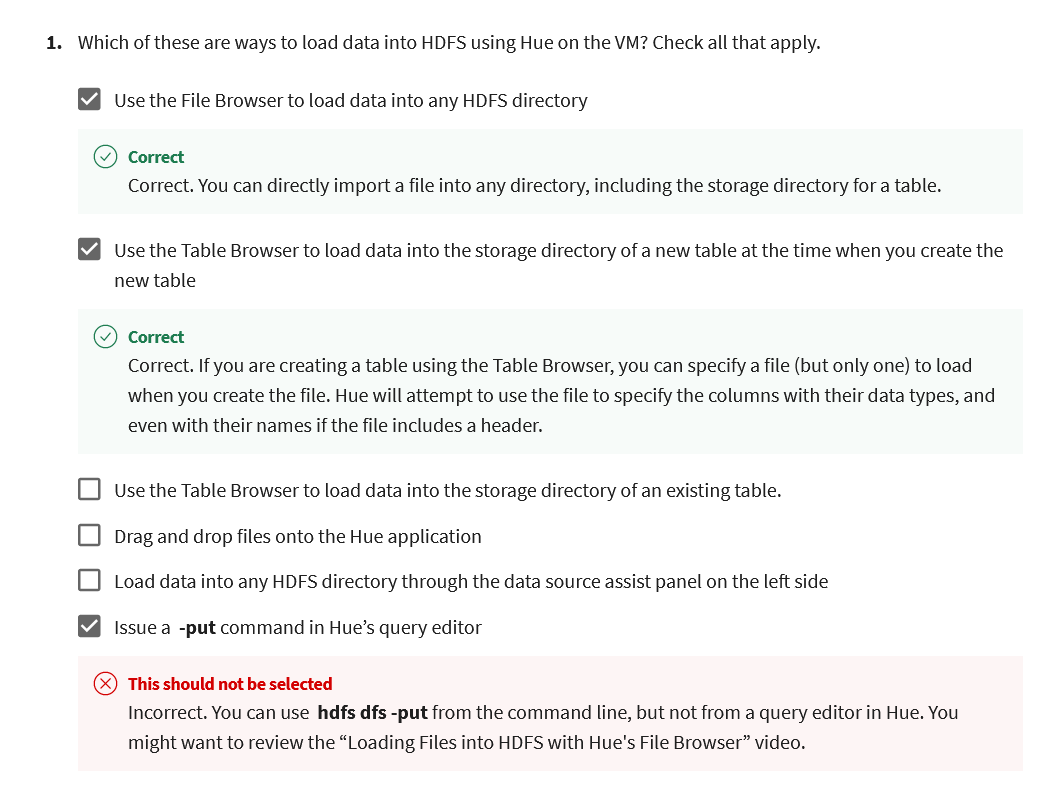 1. Which of these are ways to load data into HDFS using Hue on the VM? Check all that apply.
Use the File Browser to load data into any HDFS directory
Correct
Correct. You can directly import a file into any directory, including the storage directory for a table.
Use the Table Browser to load data into the storage directory of a new table at the time when you create the
new table
Correct
Correct. If you are creating a table using the Table Browser, you can specify a file (but only one) to load
when you create the file. Hue will attempt to use the file to specify the columns with their data types, and
even with their names if the file includes a header.
Use the Table Browser to load data into the storage directory of an existing table.
Drag and drop files onto the Hue application
Load data into any HDFS directory through the data source assist panel on the left side
Issue a -put command in Hue’s query editor
This should not be selected
Incorrect. You can use hdfs dfs -put from the command line, but not from a query editor in Hue. You
might want to review the “Loading Files into HDFS with Hue's File Browser” video.